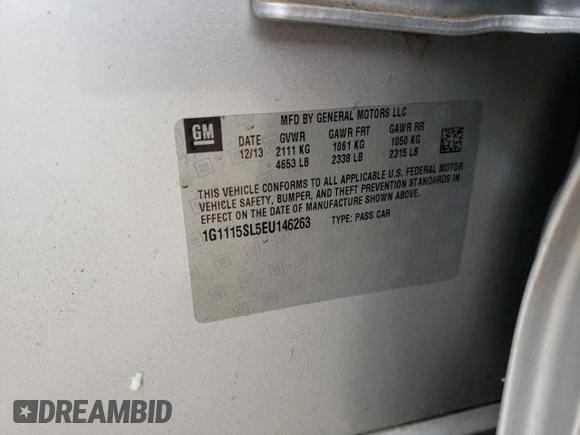 MFD BY GENERAL MOTORS LLC
GM
DATE GVWR GAWR FRT GAWR RR
12/13 2111 KG 1061 KG 1050 KG
4653 LB 2338 LB 2315 LB
THIS VEHICLE CONFORMS TO ALL APPLICABLE U.S. FEDERAL MOTOR
VEHICLE SAFETY, BUMPER, AND THEFT PREVENTION STANDARDS IN
EFFECT ON THE DATE OF MANUFACTURE SHOWN ABOVE.
1G1115SL5EU146263 TYPE: PASS CAR
DREAMBID